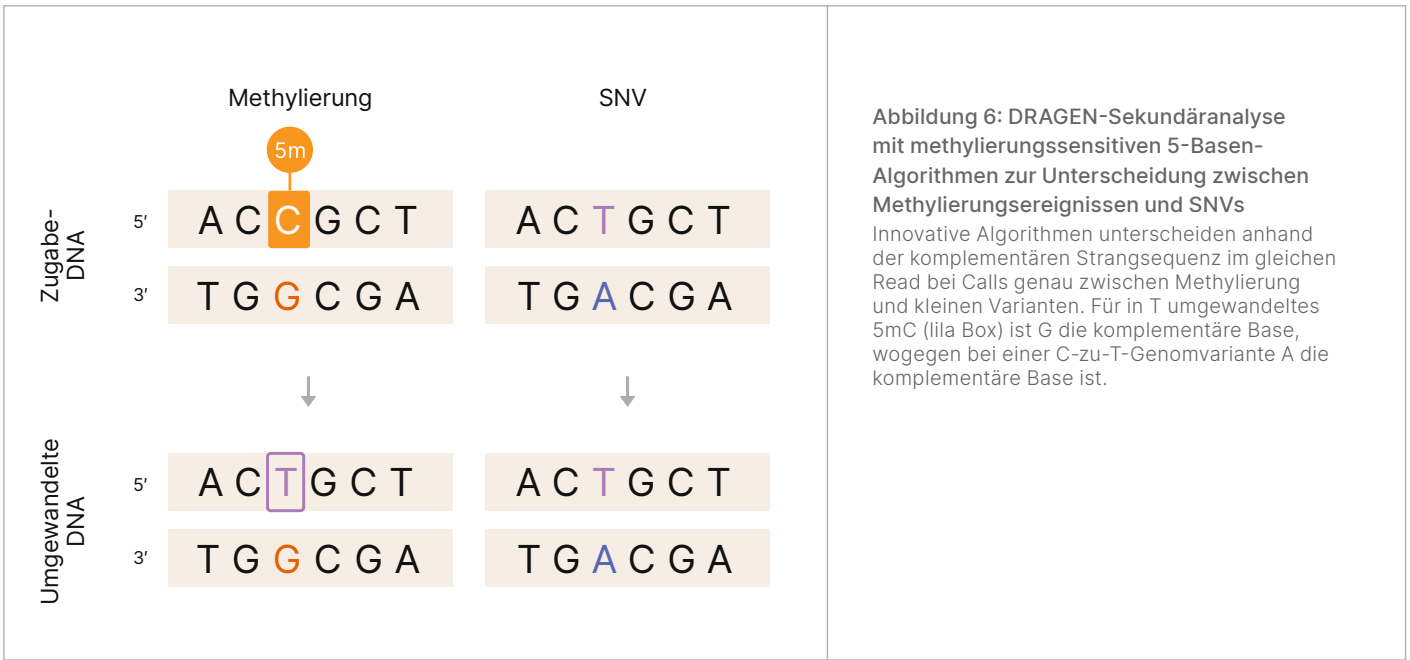 Methylierung SNV
5m
Zugabe-
DNA
5′ A C C G C T A C T G C T
3′ T G G C G A T G A C G A
Umgewandelte
DNA
5′ A C T G C T A C T G C T
3′ T G G C G A T G A C G A
Abbildung 6: DRAGEN-Sekundäranalyse
mit methylierungssensitiven 5-Basen-
Algorithmen zur Unterscheidung zwischen
Methylierungsereignissen und SNVs
Innovative Algorithmen unterscheiden anhand
der komplementären Strangsequenz im gleichen
Read bei Calls genau zwischen Methylierung
und kleinen Varianten. Für in T umgewandeltes
5mC (lila Box) ist G die komplementäre Base,
wogegen bei einer C-zu-T-Genomvariante A die
komplementäre Base ist.